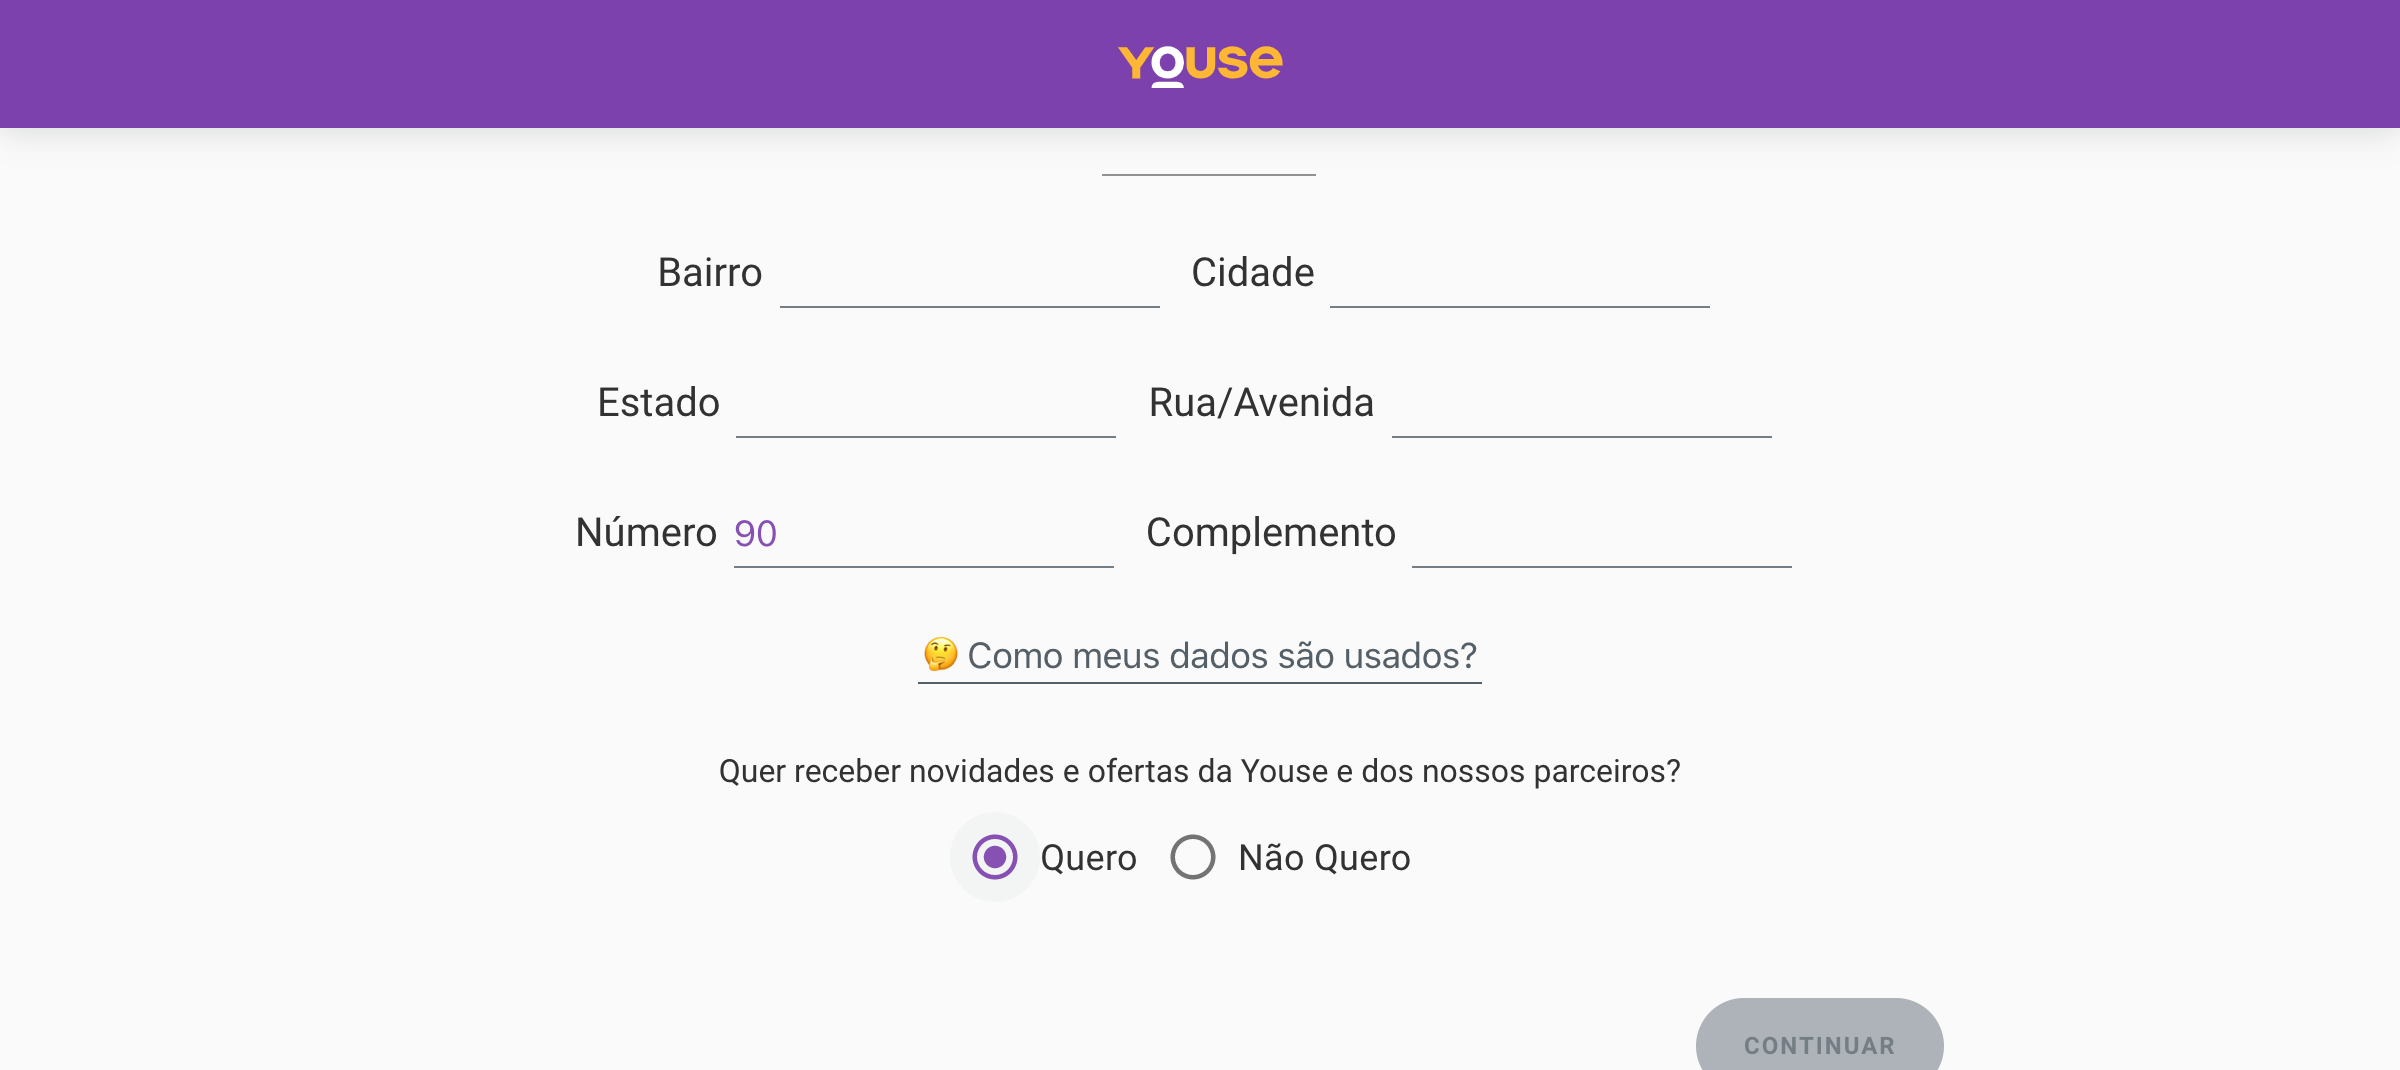 Youse
Bairro Cidade
Estado Rua/Avenida
Número 90 Complemento
🤔 Como meus dados são usados?
Quer receber novidades e ofertas da Youse e dos nossos parceiros?
Quero Não Quero
CONTINUAR